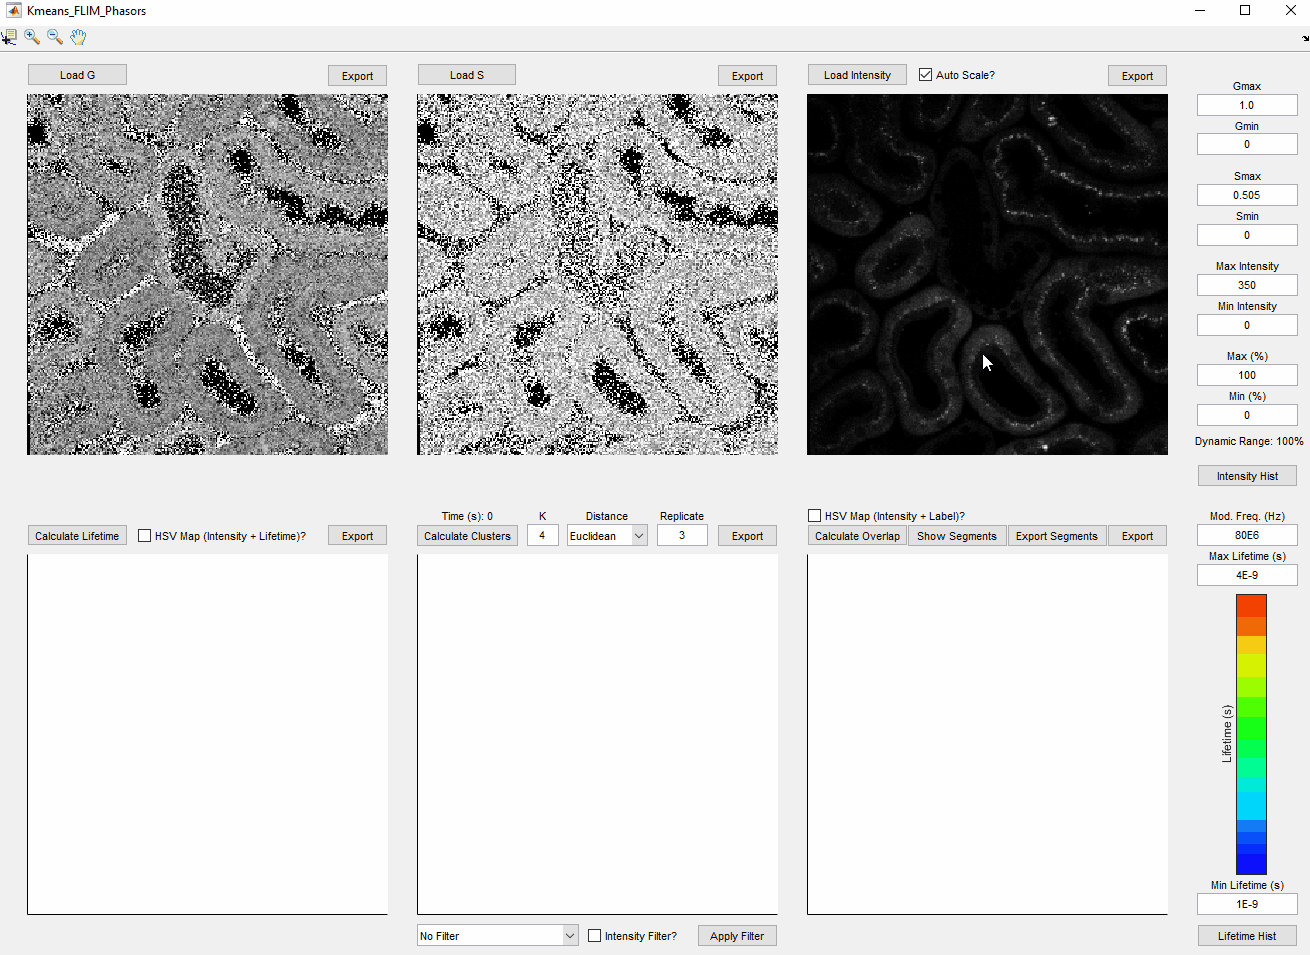 Kmeans_FLIM_Phasors
Load G
Export
Load S
Export
Load Intensity
Auto Scale?
Export
Gmax
1.0
Gmin
0
Smax
0.505
Smin
0
Max Intensity
350
Min Intensity
0
Max (%)
100
Min (%)
0
Dynamic Range: 100%
Intensity Hist
Calculate Lifetime
HSV Map (Intensity + Lifetime)?
Export
Time (s): 0
K
Distance
Replicate
Calculate Clusters
4
Euclidean
3
Export
HSV Map (Intensity + Label)?
Calculate Overlap
Show Segments
Export Segments
Export
Mod. Freq. (Hz)
80E6
Max Lifetime (s)
4E-9
Lifetime (s)
Min Lifetime (s)
1E-9
No Filter
Intensity Filter?
Apply Filter
Lifetime Hist